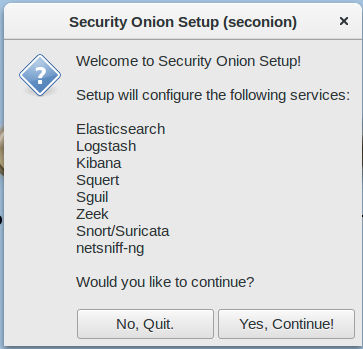 Security Onion Setup (seconion)
Welcome to Security Onion Setup!
Setup will configure the following services:
Elasticsearch
Logstash
Kibana
Squert
Sguil
Zeek
Snort/Suricata
netsniff-ng
Would you like to continue?
No, Quit.
Yes, Continue!